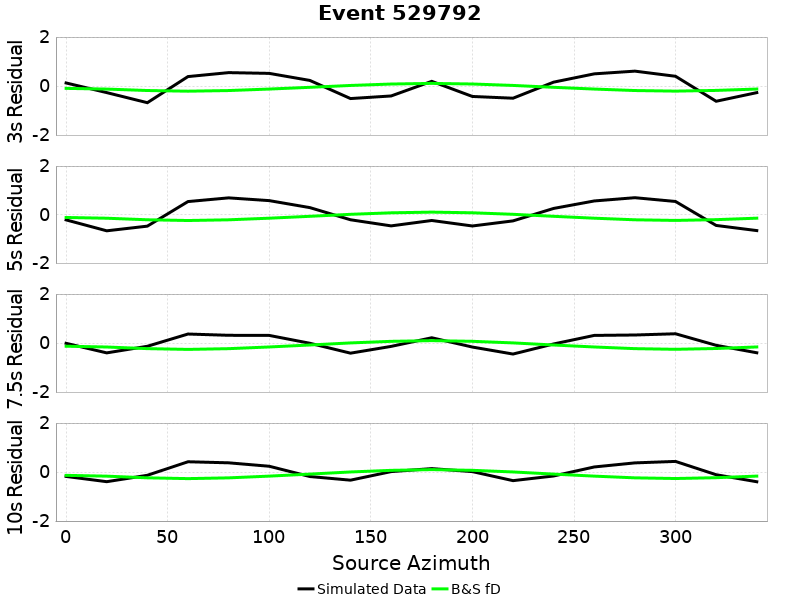 Event 529792
3s Residual
2
0
-2
5s Residual
2
0
-2
7.5s Residual
2
0
-2
10s Residual
2
0
-2
0 50 100 150 200 250 300
Source Azimuth
Simulated Data B&S fD